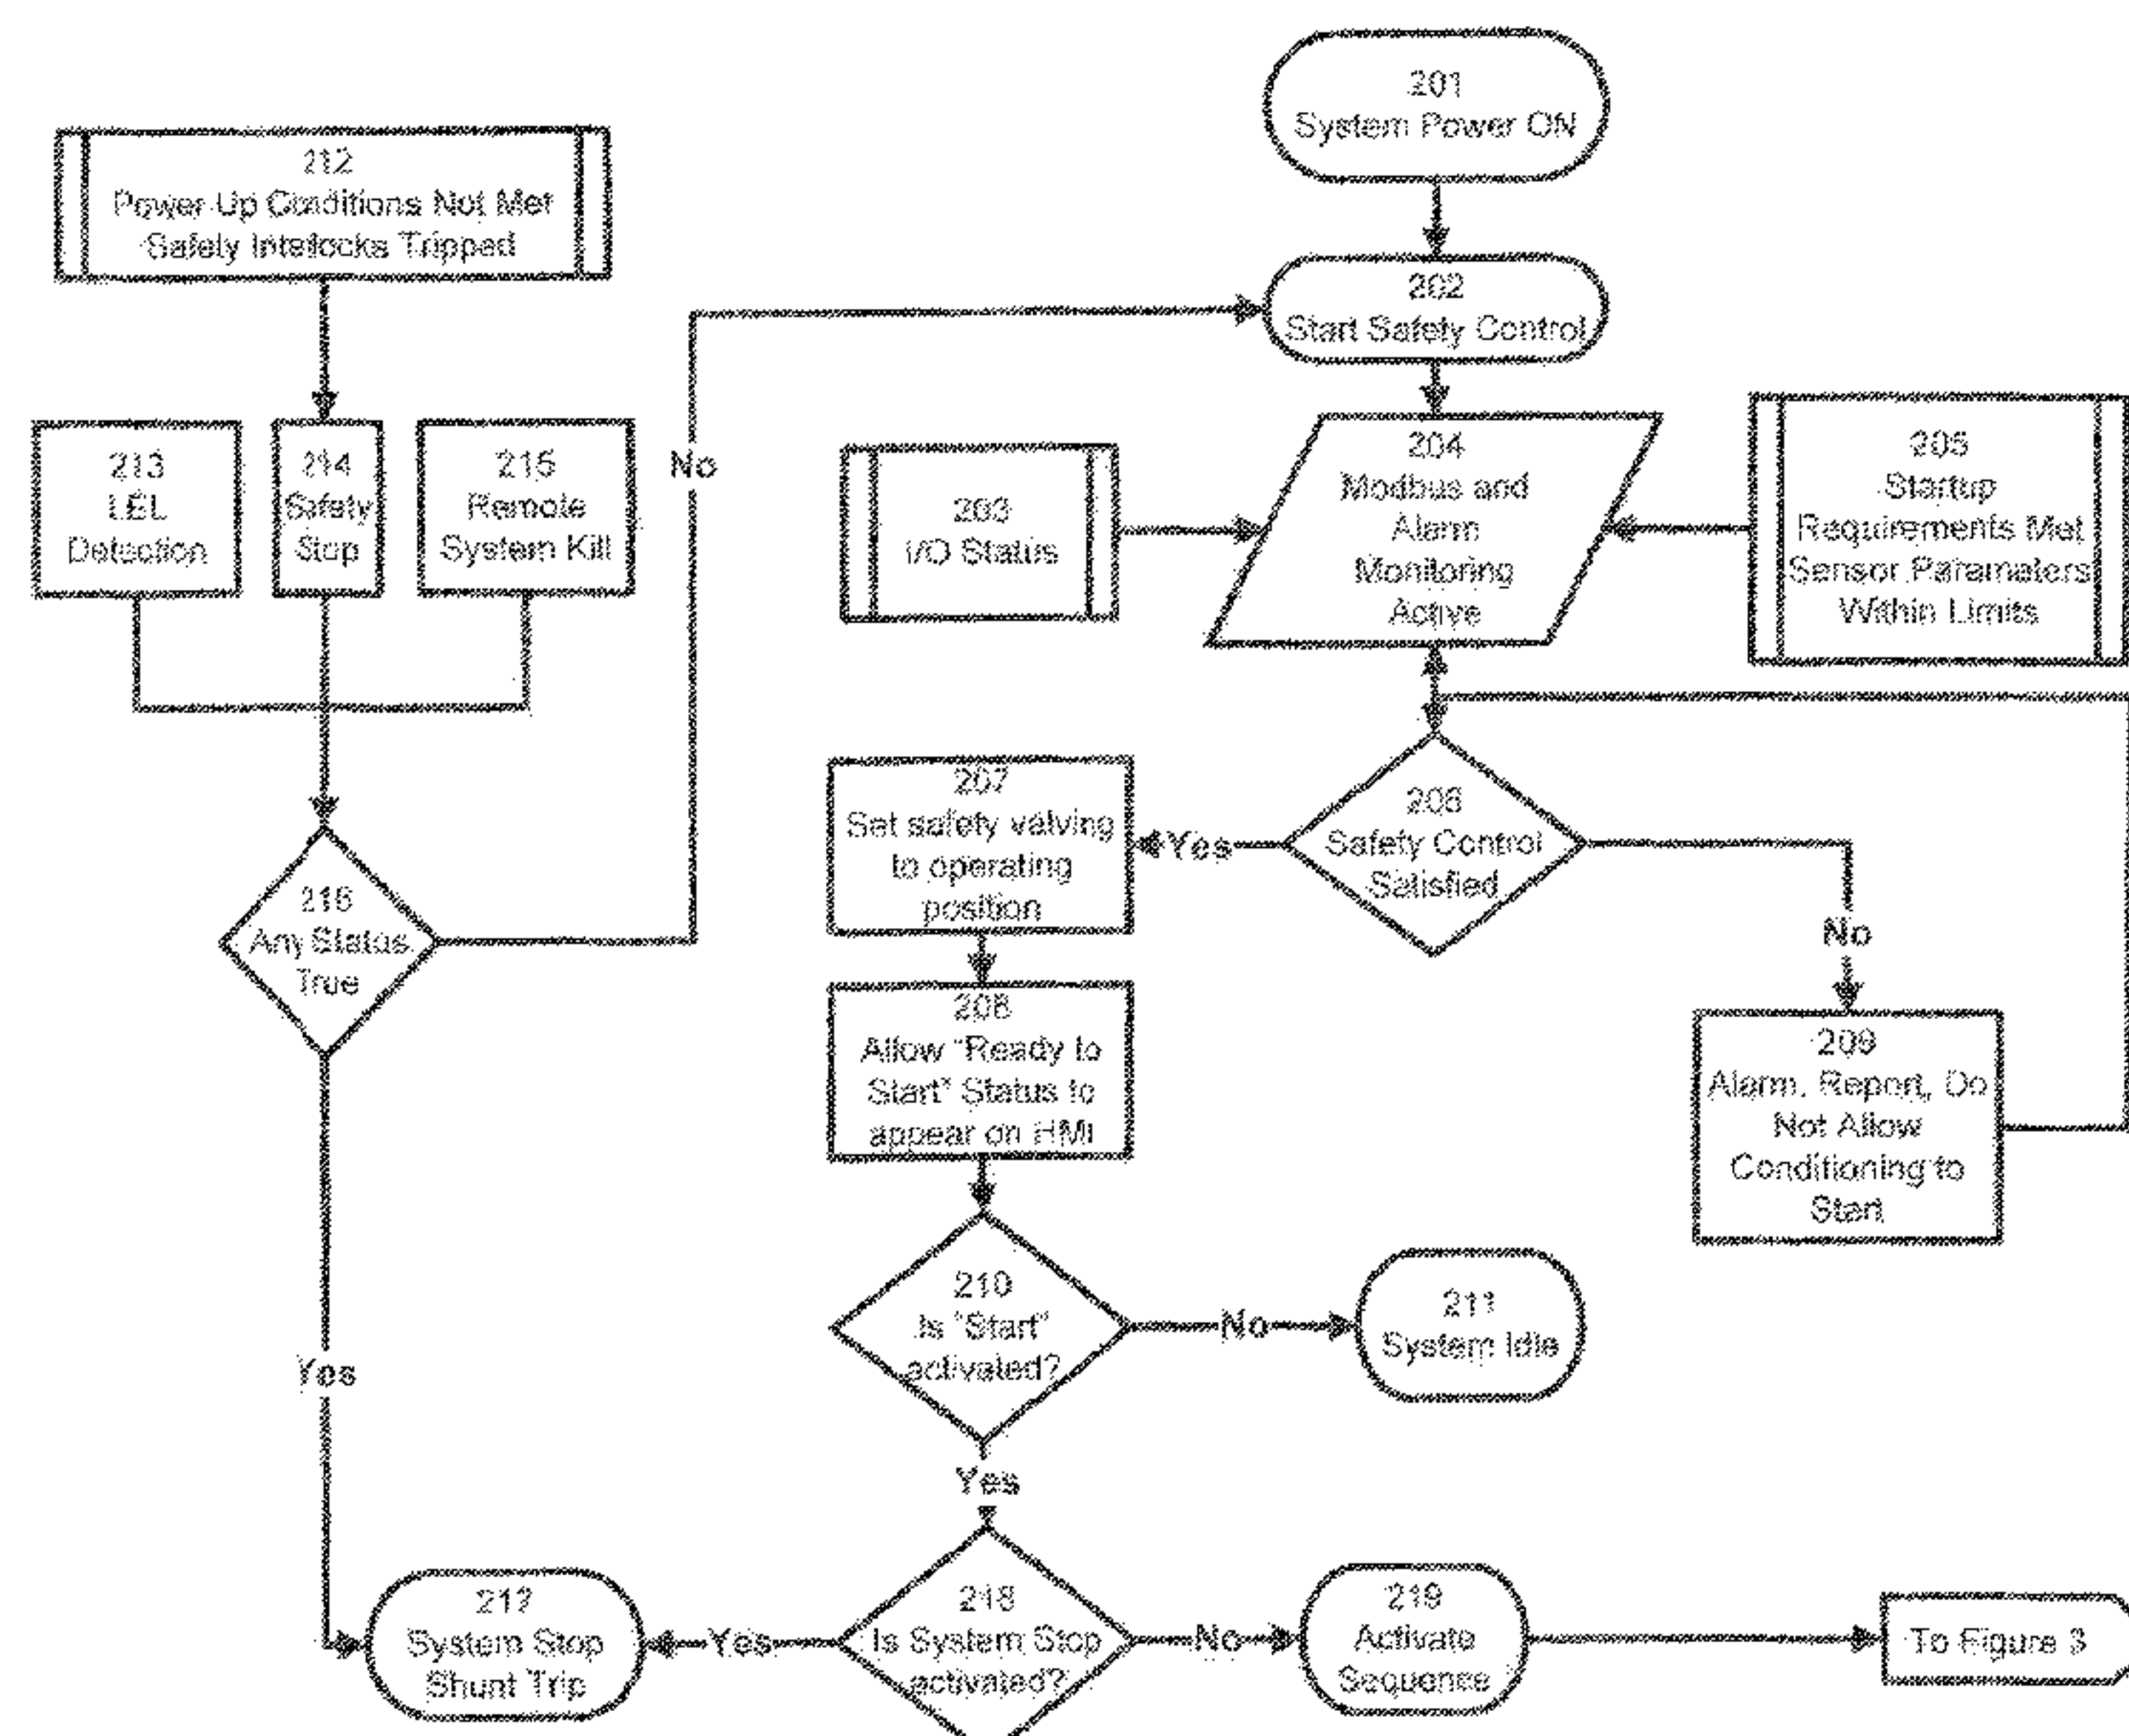 201
System Power ON
212
Power Up Conditions Not Met
Safety Interlocks Tripped
202
Start Safety Control
213
LEL
Detection
214
Safety
Stop
215
Remote
System Kill
No
203
I/O Status
204
Modbus and
Alarm
Monitoring
Active
205
Startup
Requirements Met
Sensor Parameters
Within Limits
207
Set safety valving
to operating
position
Yes
206
Safety Control
Satisfied
No
216
Any Status
True
208
Allow "Ready to
Start" Status to
appear on HMI
209
Alarm, Report, Do
Not Allow
Conditioning to
Start
210
Is "Start"
activated?
No
211
System Idle
Yes
Yes
217
System Stop
Shunt Trip
Yes
218
Is System Stop
activated?
No
219
Activate
Sequence
To Figure 3